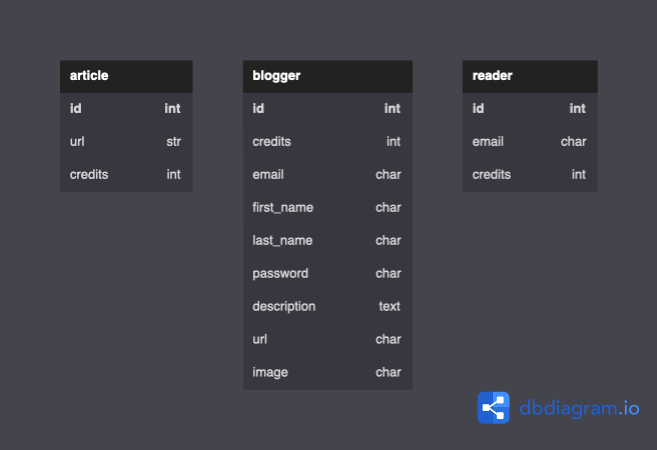 article
id int
url str
credits int
blogger
id int
credits int
email char
first_name char
last_name char
password char
description text
url char
image char
reader
id int
email char
credits int
dbdiagram.io